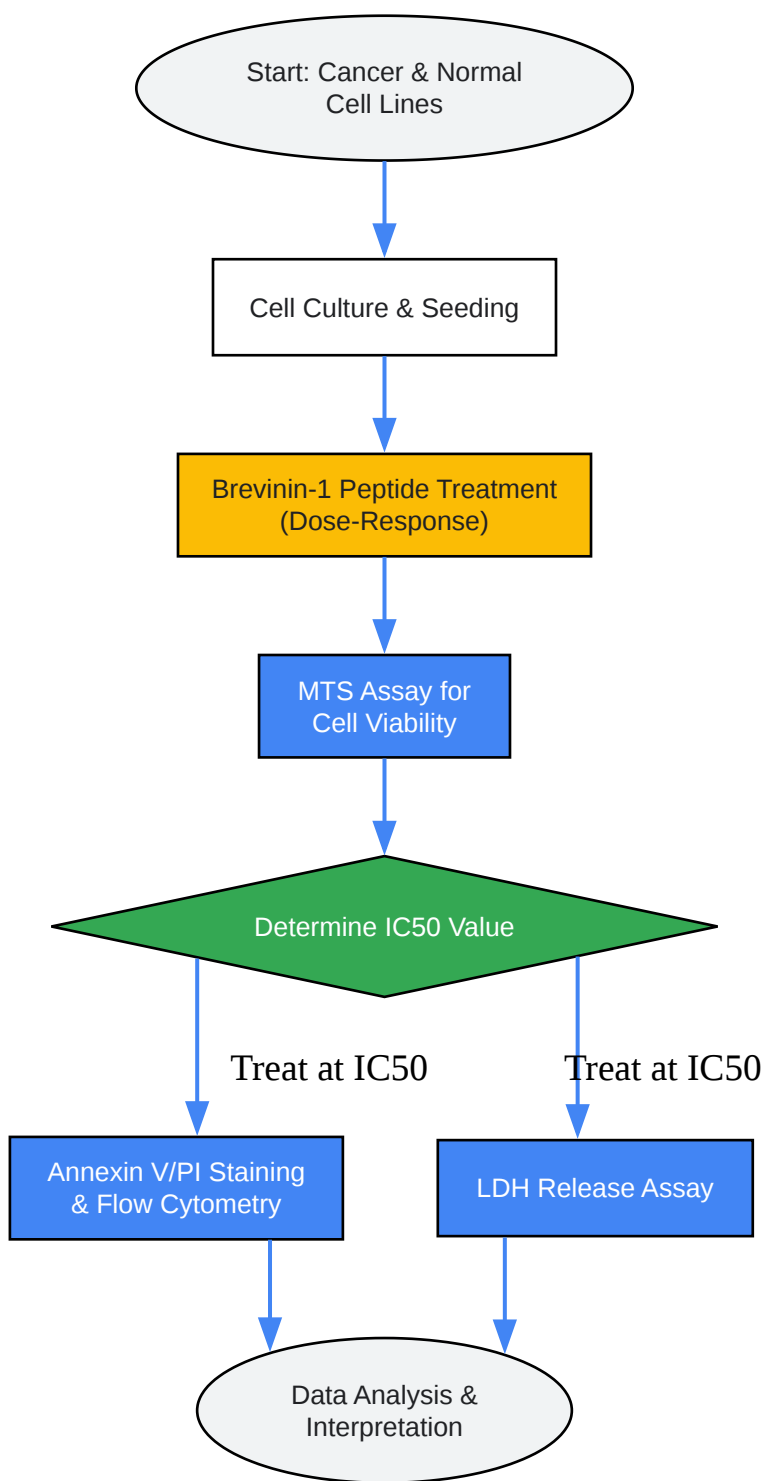 Start: Cancer & Normal
Cell Lines
Cell Culture & Seeding
Brevinin-1 Peptide Treatment
(Dose-Response)
MTS Assay for
Cell Viability
Determine IC50 Value
Treat at IC50
Treat at IC50
Annexin V/PI Staining
& Flow Cytometry
LDH Release Assay
Data Analysis &
Interpretation